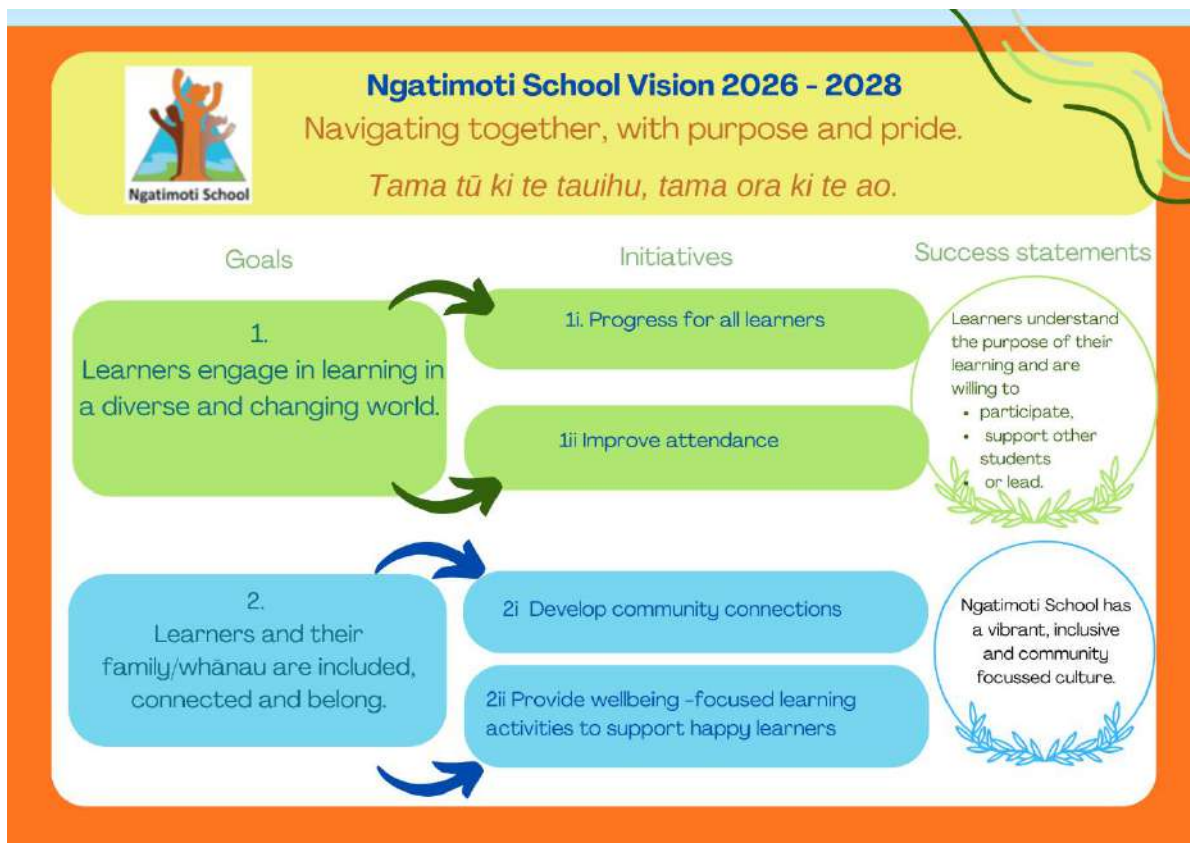 Ngatimoti School Vision 2026 - 2028
Navigating together, with purpose and pride.
Tama tū ki te tauihu, tama ora ki te ao.
Ngatimoti School
Goals
Initiatives
Success statements
1.
Learners engage in learning in
a diverse and changing world.
1i. Progress for all learners
1ii Improve attendance
Learners understand
the purpose of their
learning and are
willing to
• participate,
• support other
students
• or lead.
2.
Learners and their
family/whānau are included,
connected and belong.
2i Develop community connections
2ii Provide wellbeing -focused learning
activities to support happy learners
Ngatimoti School has
a vibrant, inclusive
and community
focussed culture.